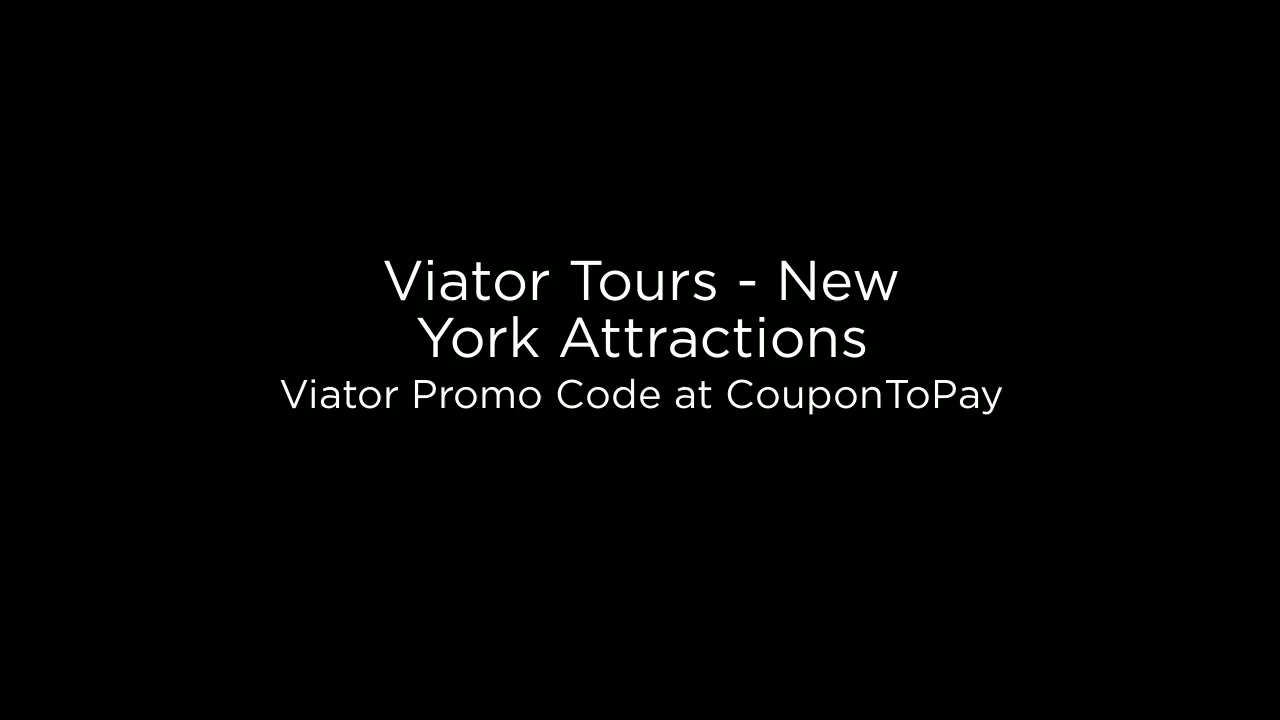 Viator Tours - New
York Attractions
Viator Promo Code at CouponToPay